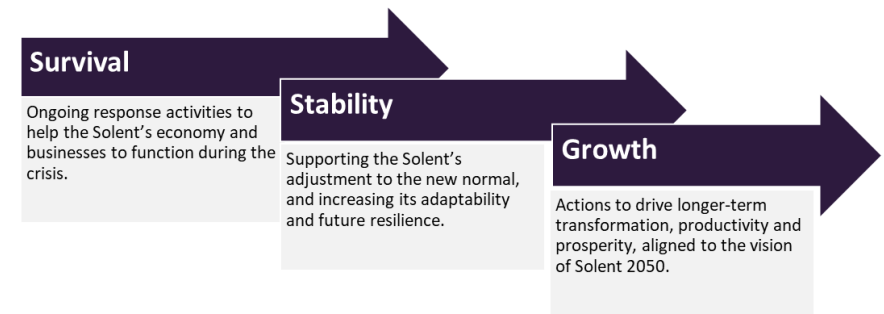 Survival
Ongoing response activities to
help the Solent’s economy and
businesses to function during the
crisis.
Stability
Supporting the Solent’s
adjustment to the new normal,
and increasing its adaptability
and future resilience.
Growth
Actions to drive longer-term
transformation, productivity and
prosperity, aligned to the vision
of Solent 2050.